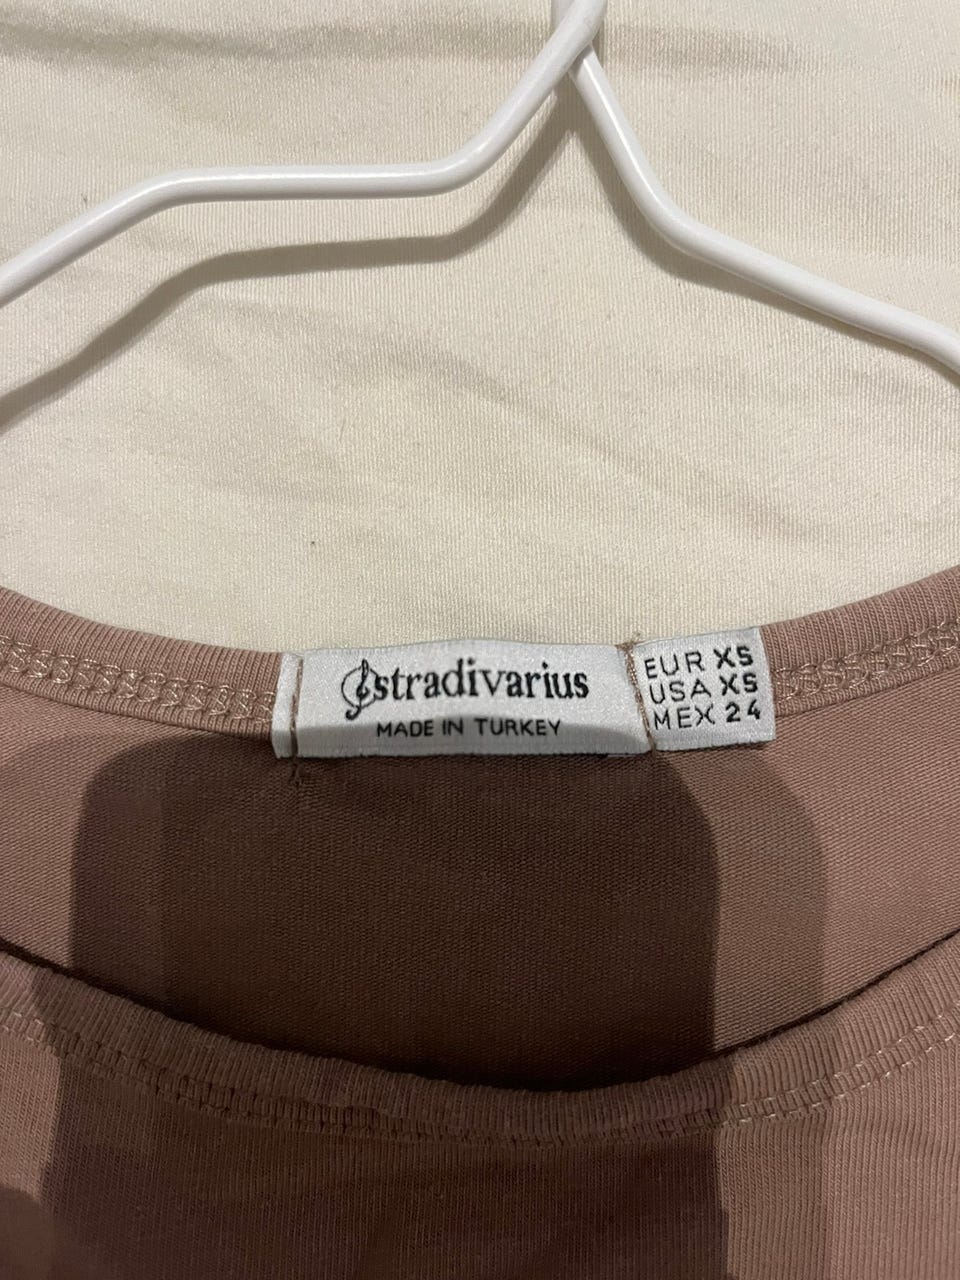 stradivarius
MADE IN TURKEY
EUR XS
USA XS
MEX 24